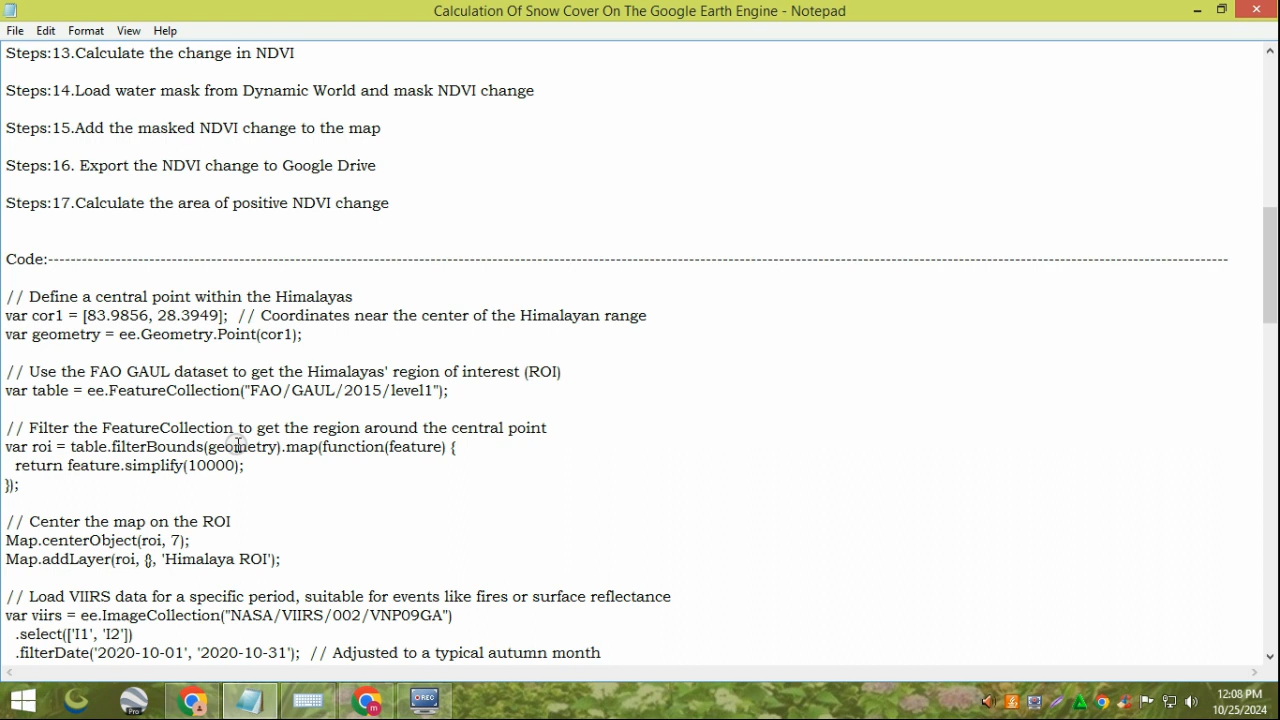 Calculation Of Snow Cover On The Google Earth Engine - Notepad
File Edit Format View Help
Steps:13.Calculate the change in NDVI
Steps:14.Load water mask from Dynamic World and mask NDVI change
Steps:15.Add the masked NDVI change to the map
Steps:16. Export the NDVI change to Google Drive
Steps:17.Calculate the area of positive NDVI change
Code:-----------------------------------------------------------------------------------------------------------------------------------
// Define a central point within the Himalayas
var cor1 = [83.9856, 28.3949];  // Coordinates near the center of the Himalayan range
var geometry = ee.Geometry.Point(cor1);
// Use the FAO GAUL dataset to get the Himalayas' region of interest (ROI)
var table = ee.FeatureCollection("FAO/GAUL/2015/level1");
// Filter the FeatureCollection to get the region around the central point
var roi = table.filterBounds(geometry).map(function(feature) {
  return feature.simplify(10000);
});
// Center the map on the ROI
Map.centerObject(roi, 7);
Map.addLayer(roi, {}, 'Himalaya ROI');
// Load VIIRS data for a specific period, suitable for events like fires or surface reflectance
var viirs = ee.ImageCollection("NASA/VIIRS/002/VNP09GA")
  .select(['I1', 'I2'])
  .filterDate('2020-10-01', '2020-10-31');  // Adjusted to a typical autumn month
Pro
m
REC
12:08 PM
10/25/2024